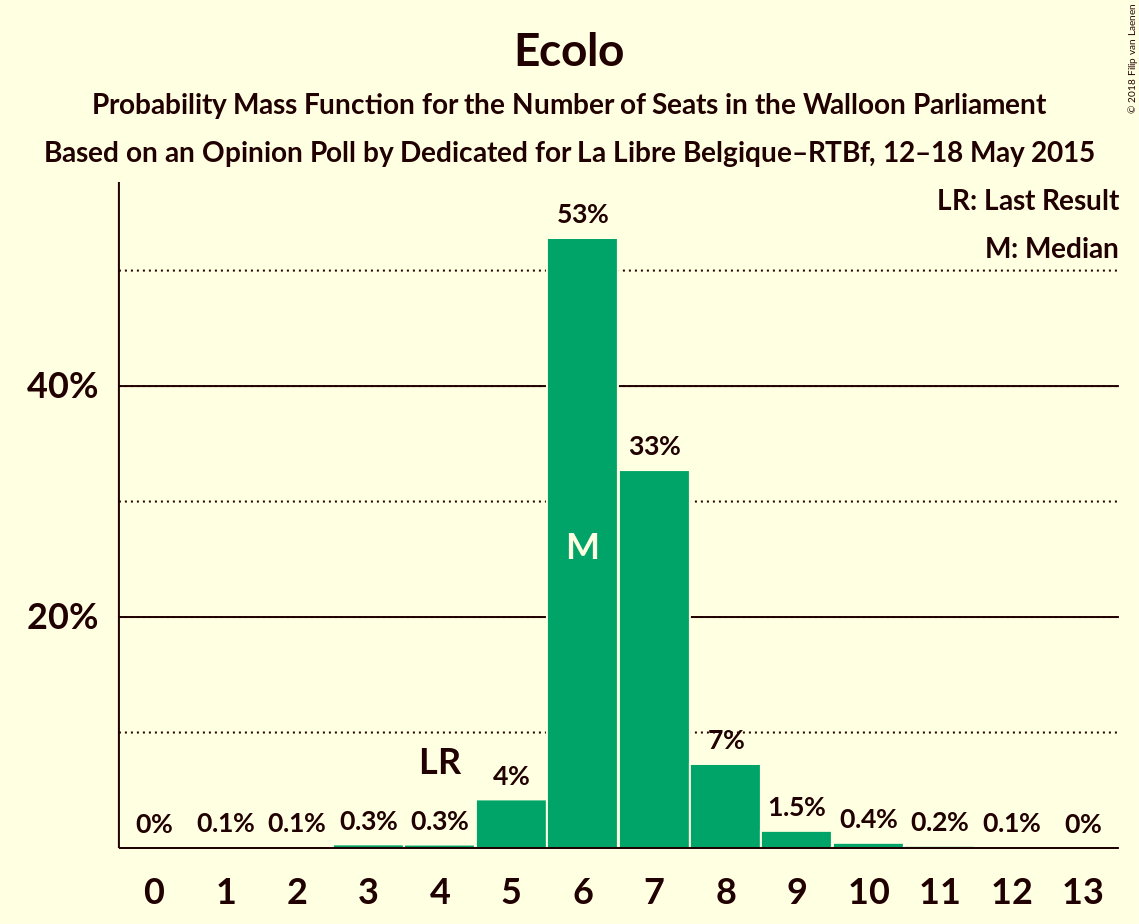 Ecolo
Probability Mass Function for the Number of Seats in the Walloon Parliament
Based on an Opinion Poll by Dedicated for La Libre Belgique–RTBf, 12–18 May 2015
© 2018 Filip van Laenen
LR: Last Result
M: Median
53%
40%
33%
M
20%
7%
LR
4%
1.5%
0% 0.1% 0.1% 0.3% 0.3% 0.4% 0.2% 0.1% 0%
0 1 2 3 4 5 6 7 8 9 10 11 12 13